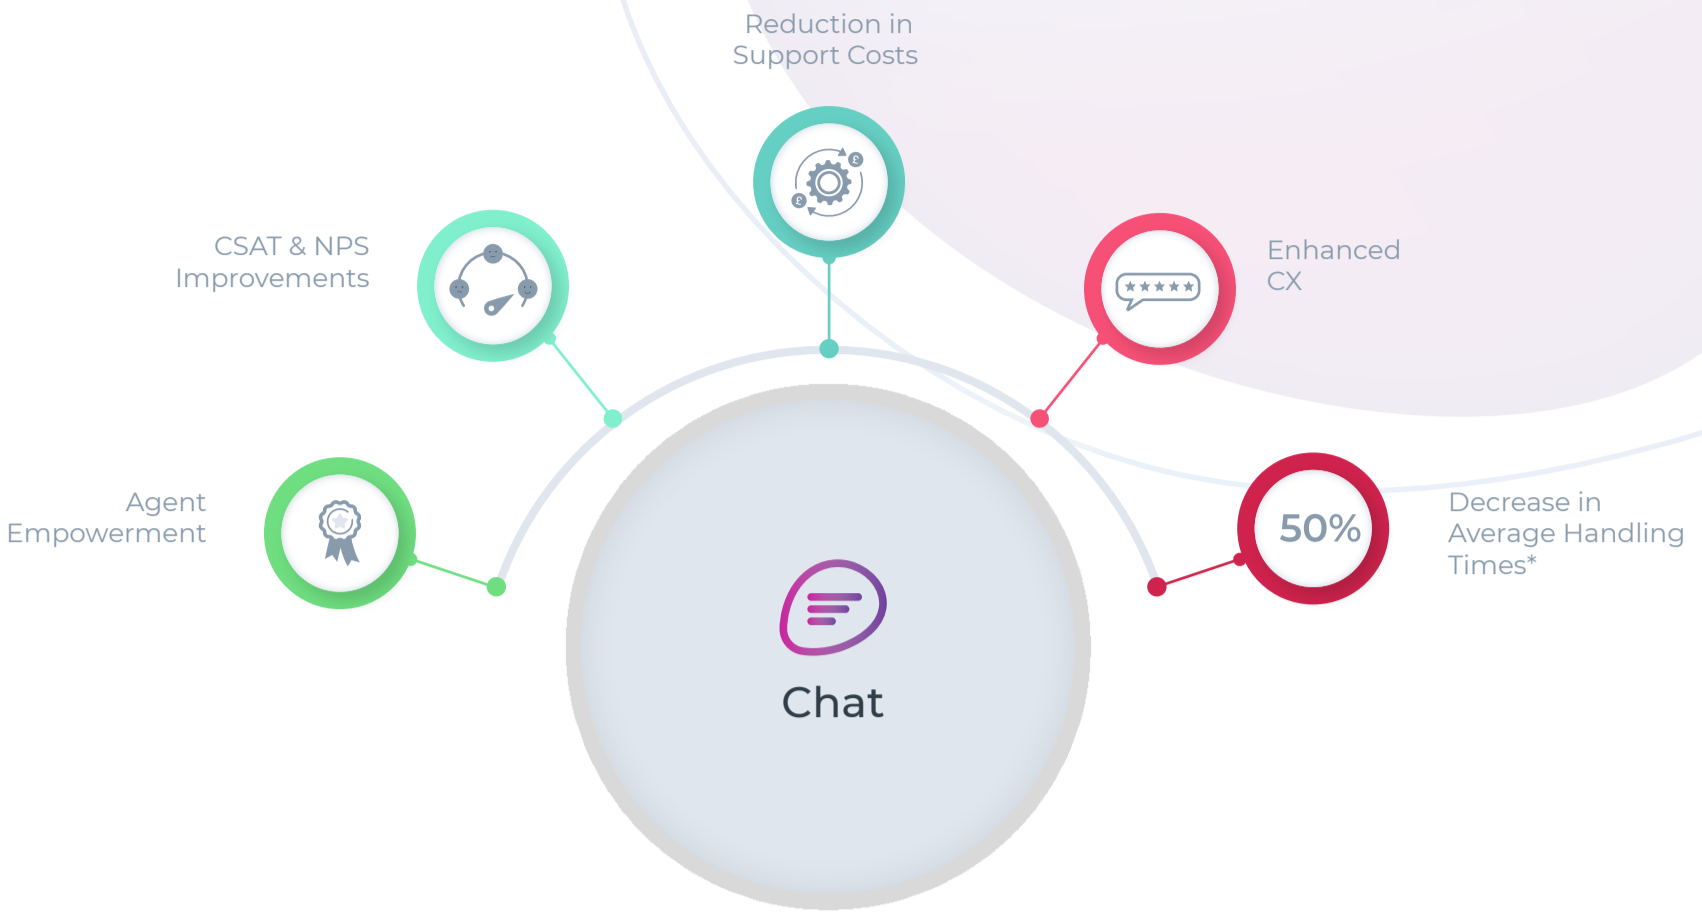 Reduction in
Support Costs
£
£
CSAT & NPS
Improvements
Enhanced
CX
Agent
Empowerment
50%
Decrease in
Average Handling
Times*
Chat